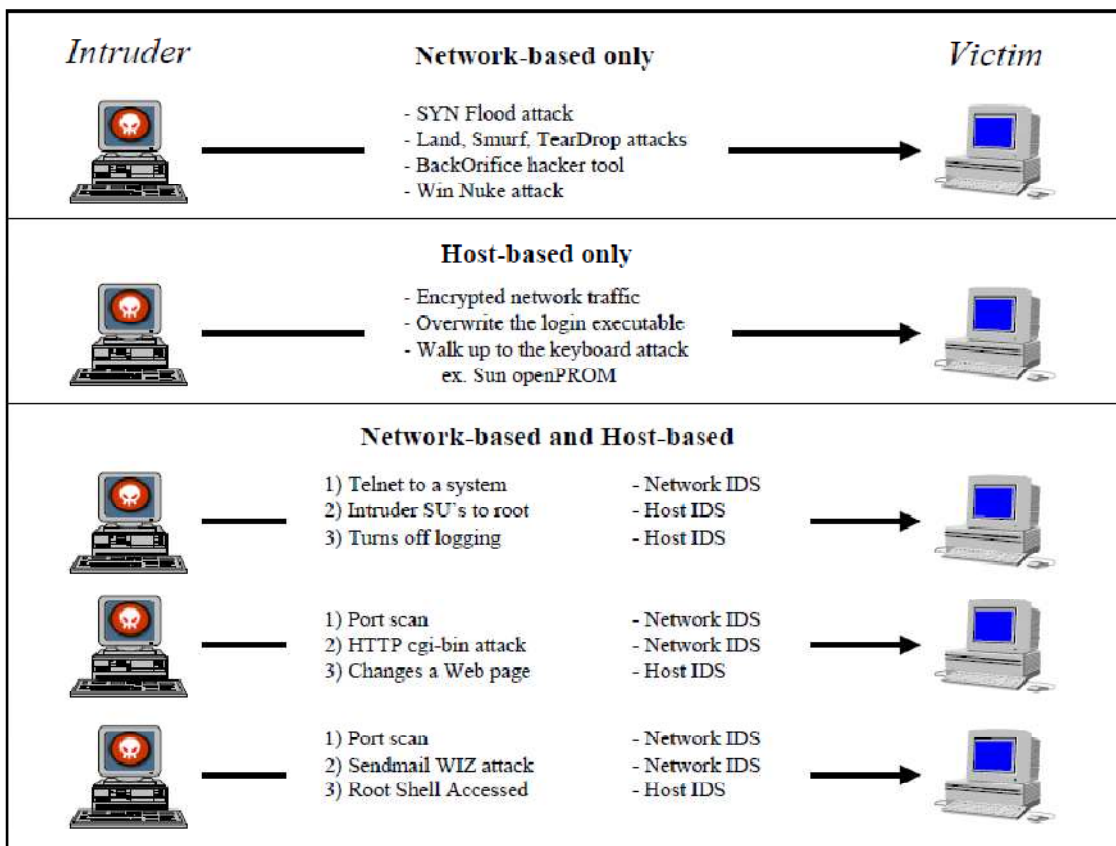 Intruder
Network-based only
Victim
- SYN Flood attack
- Land, Smurf, TearDrop attacks
- BackOrifice hacker tool
- Win Nuke attack
Host-based only
- Encrypted network traffic
- Overwrite the login executable
- Walk up to the keyboard attack
ex. Sun openPROM
Network-based and Host-based
1) Telnet to a system - Network IDS
2) Intruder SU's to root - Host IDS
3) Turns off logging - Host IDS
1) Port scan - Network IDS
2) HTTP cgi-bin attack - Network IDS
3) Changes a Web page - Host IDS
1) Port scan - Network IDS
2) Sendmail WIZ attack - Network IDS
3) Root Shell Accessed - Host IDS